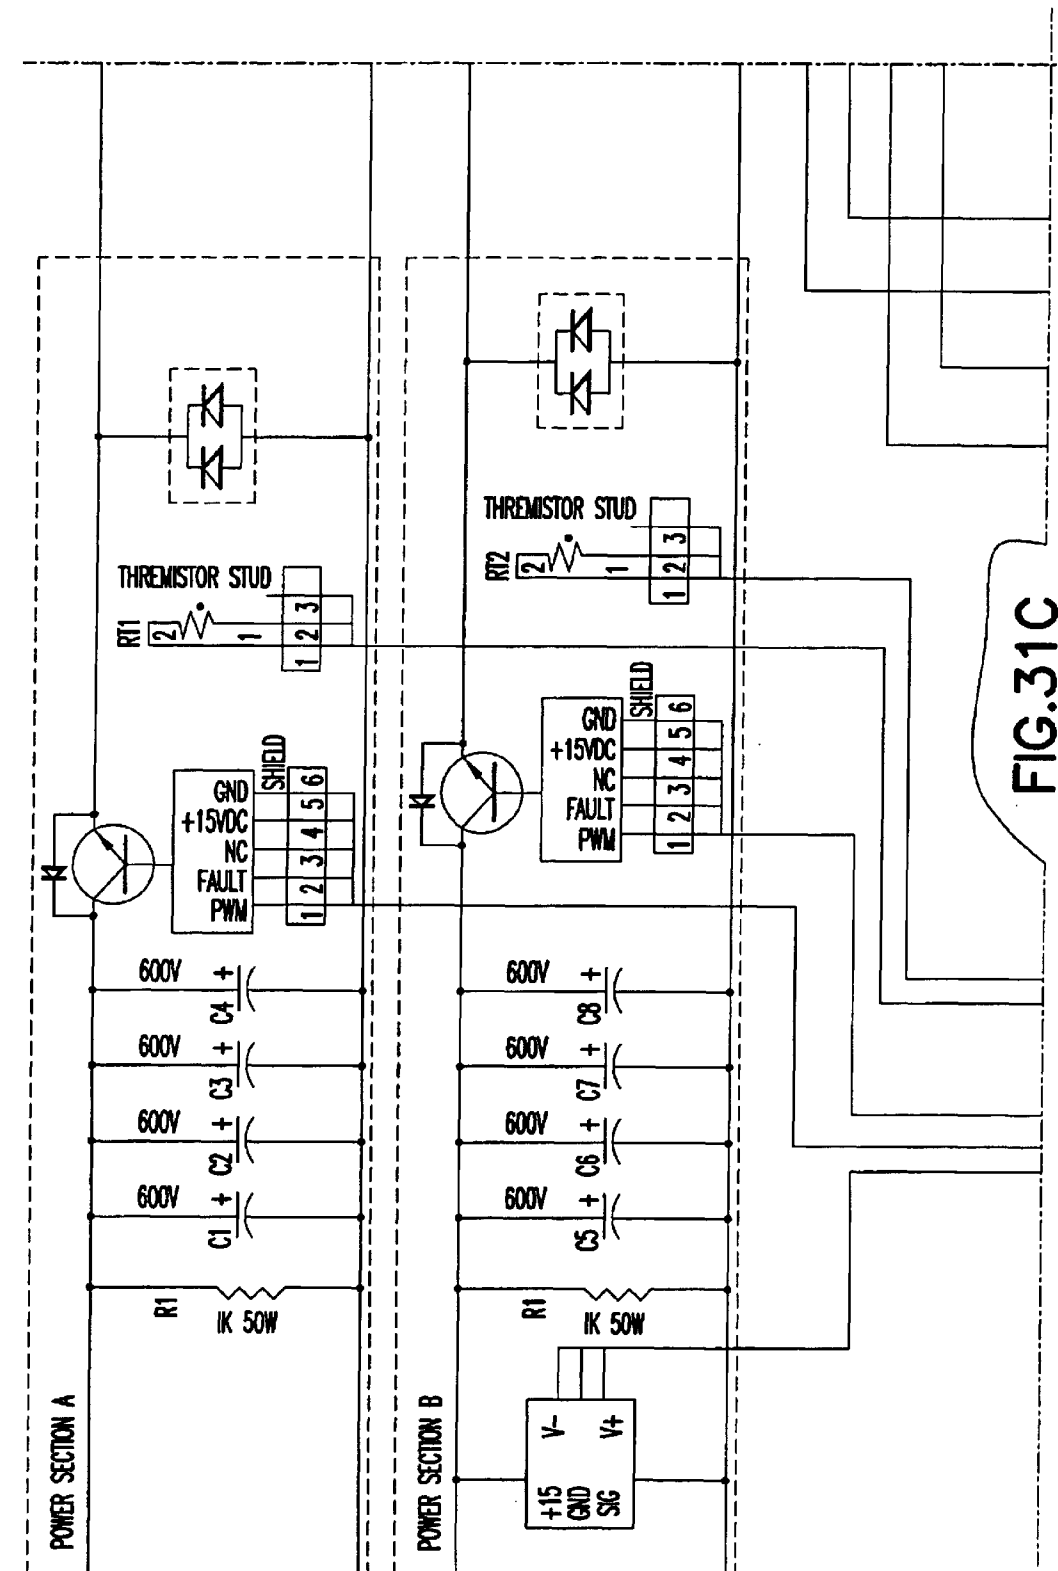 POWER SECTION A
R1
1K 50W
C1 + 600V
C2 + 600V
C3 + 600V
C4 + 600V
PWM
FAULT
NC
+15VDC
GND
SHIELD
1 2 3 4 5 6
THREMISTOR STUD
RT1
2
1
1 2 3
POWER SECTION B
+15
GND
SIG
V-
V+
R1
1K 50W
C5 + 600V
C6 + 600V
C7 + 600V
C8 + 600V
PWM
FAULT
NC
+15VDC
GND
SHIELD
1 2 3 4 5 6
THREMISTOR STUD
RT2
2
1
1 2 3
FIG.31C